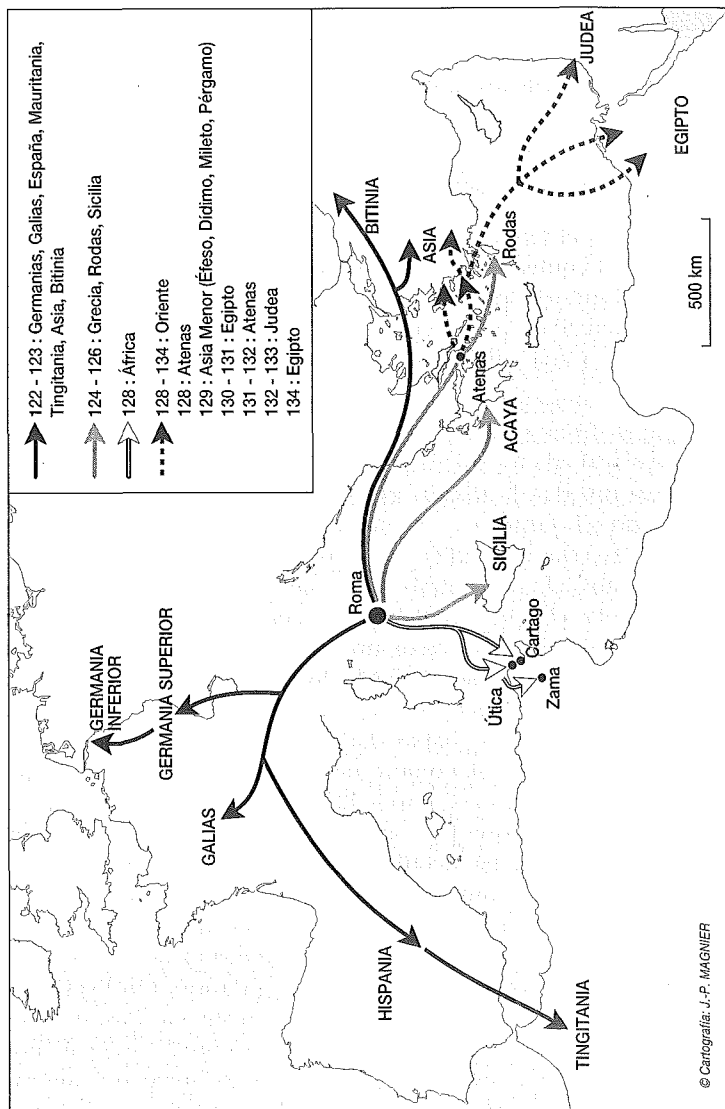 122 - 123 : Germanias, Galias, España, Mauritania,
Tingitania, Asia, Bitinia
124 - 126 : Grecia, Rodas, Sicilia
128 : África
128 - 134 : Oriente
128 : Atenas
129 : Asia Menor (Éfeso, Dídimo, Mileto, Pérgamo)
130 - 131 : Egipto
131 - 132 : Atenas
132 - 133 : Judea
134 : Egipto
GERMANIA
INFERIOR
GERMANIA SUPERIOR
GALIAS
HISPANIA
TINGITANIA
Roma
SICILIA
Útica
Cartago
Zama
ACAYA
Atenas
Rodas
ASIA
BITINIA
JUDEA
EGIPTO
500 km
© Cartografía: J.-P. MAGNIER